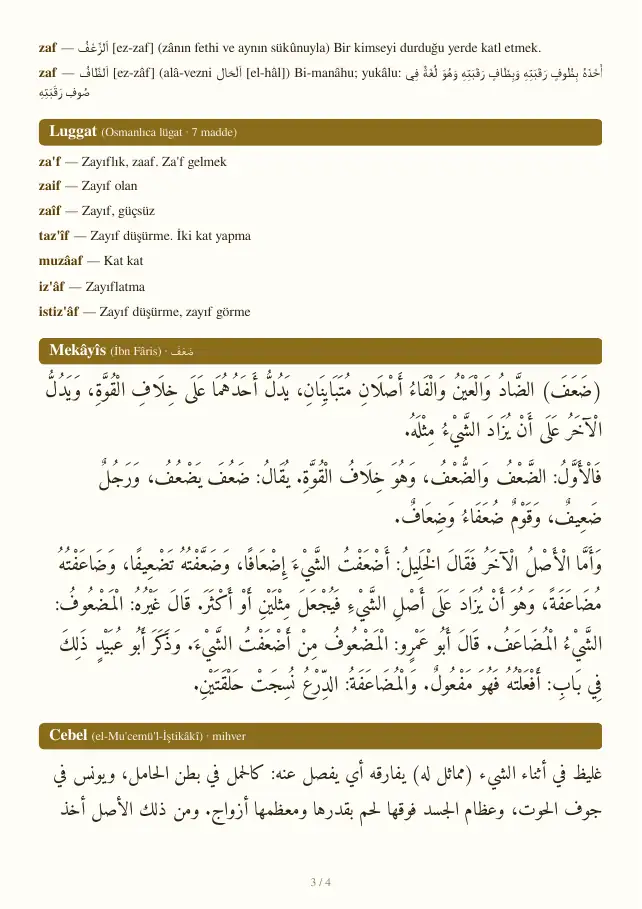 zaf — اَلزَّعْفُ [ez-zaf] (zânın fethi ve aynın sükûnuyla) Bir kimseyi durduğu yerde katl etmek.
zaf — اَلظَّافُ [ez-zâf] (alâ-vezni اَلْحَال [el-hâl]) Bi-manâhu; yukâlu: أَخَذَهُ بِظُوفِ رَقَبَتِهِ وَبِظَافِ رَقَبَتِهِ وَهُوَ لُغَةٌ فِي
صُوفِ رَقَبَتِهِ
Luggat (Osmanlıca lügat · 7 madde)
za'f — Zayıflık, zaaf. Za'f gelmek
zaif — Zayıf olan
zaîf — Zayıf, güçsüz
taz'îf — Zayıf düşürme. İki kat yapma
muzâaf — Kat kat
iz'âf — Zayıflatma
istiz'âf — Zayıf düşürme, zayıf görme
Mekâyîs (İbn Fâris) · ضَعَفَ
(ضَعَفَ) الضَّادُ وَالْعَيْنُ وَالْفَاءُ أَصْلَانِ مُتَبَايِنَانِ، يَدُلُّ أَحَدُهُمَا عَلَى خِلَافِ الْقُوَّةِ، وَيَدُلُّ
الْآخَرُ عَلَى أَنْ يُزَادَ الشَّيْءُ مِثْلَهُ.
فَالْأَوَّلُ: الضَّعْفُ وَالضُّعْفُ، وَهُوَ خِلَافُ الْقُوَّةِ. يُقَالُ: ضَعُفَ يَضْعُفُ، وَرَجُلٌ
ضَعِيفٌ، وَقَوْمٌ ضُعَفَاءُ وَضِعَافٌ.
وَأَمَّا الْأَصْلُ الْآخَرُ فَقَالَ الْخَلِيلُ: أَضْعَفْتُ الشَّيْءَ إِضْعَافًا، وَضَعَّفْتُهُ تَضْعِيفًا، وَضَاعَفْتُهُ
مُضَاعَفَةً، وَهُوَ أَنْ يُزَادَ عَلَى أَصْلِ الشَّيْءِ فَيُجْعَلَ مِثْلَيْنِ أَوْ أَكْثَرَ. قَالَ غَيْرُهُ: الْمَضْعُوفُ:
الشَّيْءُ الْمُضَاعَفُ. قَالَ أَبُو عَمْرٍو: الْمَضْعُوفُ مِنْ أَضْعَفْتُ الشَّيْءَ. وَذَكَرَ أَبُو عُبَيْدٍ ذَلِكَ
فِي بَابِ: أَفْعَلْتُهُ فَهُوَ مَفْعُولٌ. وَالْمُضَاعَفَةُ: الدِّرْعُ نُسِجَتْ حَلْقَتَيْنِ.
Cebel (el-Mu'cemü'l-İştikâkî) · mihver
غليظ في أثناء الشيء (مماثل له) يفارقه أي يفصل عنه: كالحمل في بطن الحامل، ويونس في
جوف الحوت، وعظام الجسد فوقها لحم بقدرها ومعظمها أزواج. ومن ذلك الأصل أخذ
3 / 4